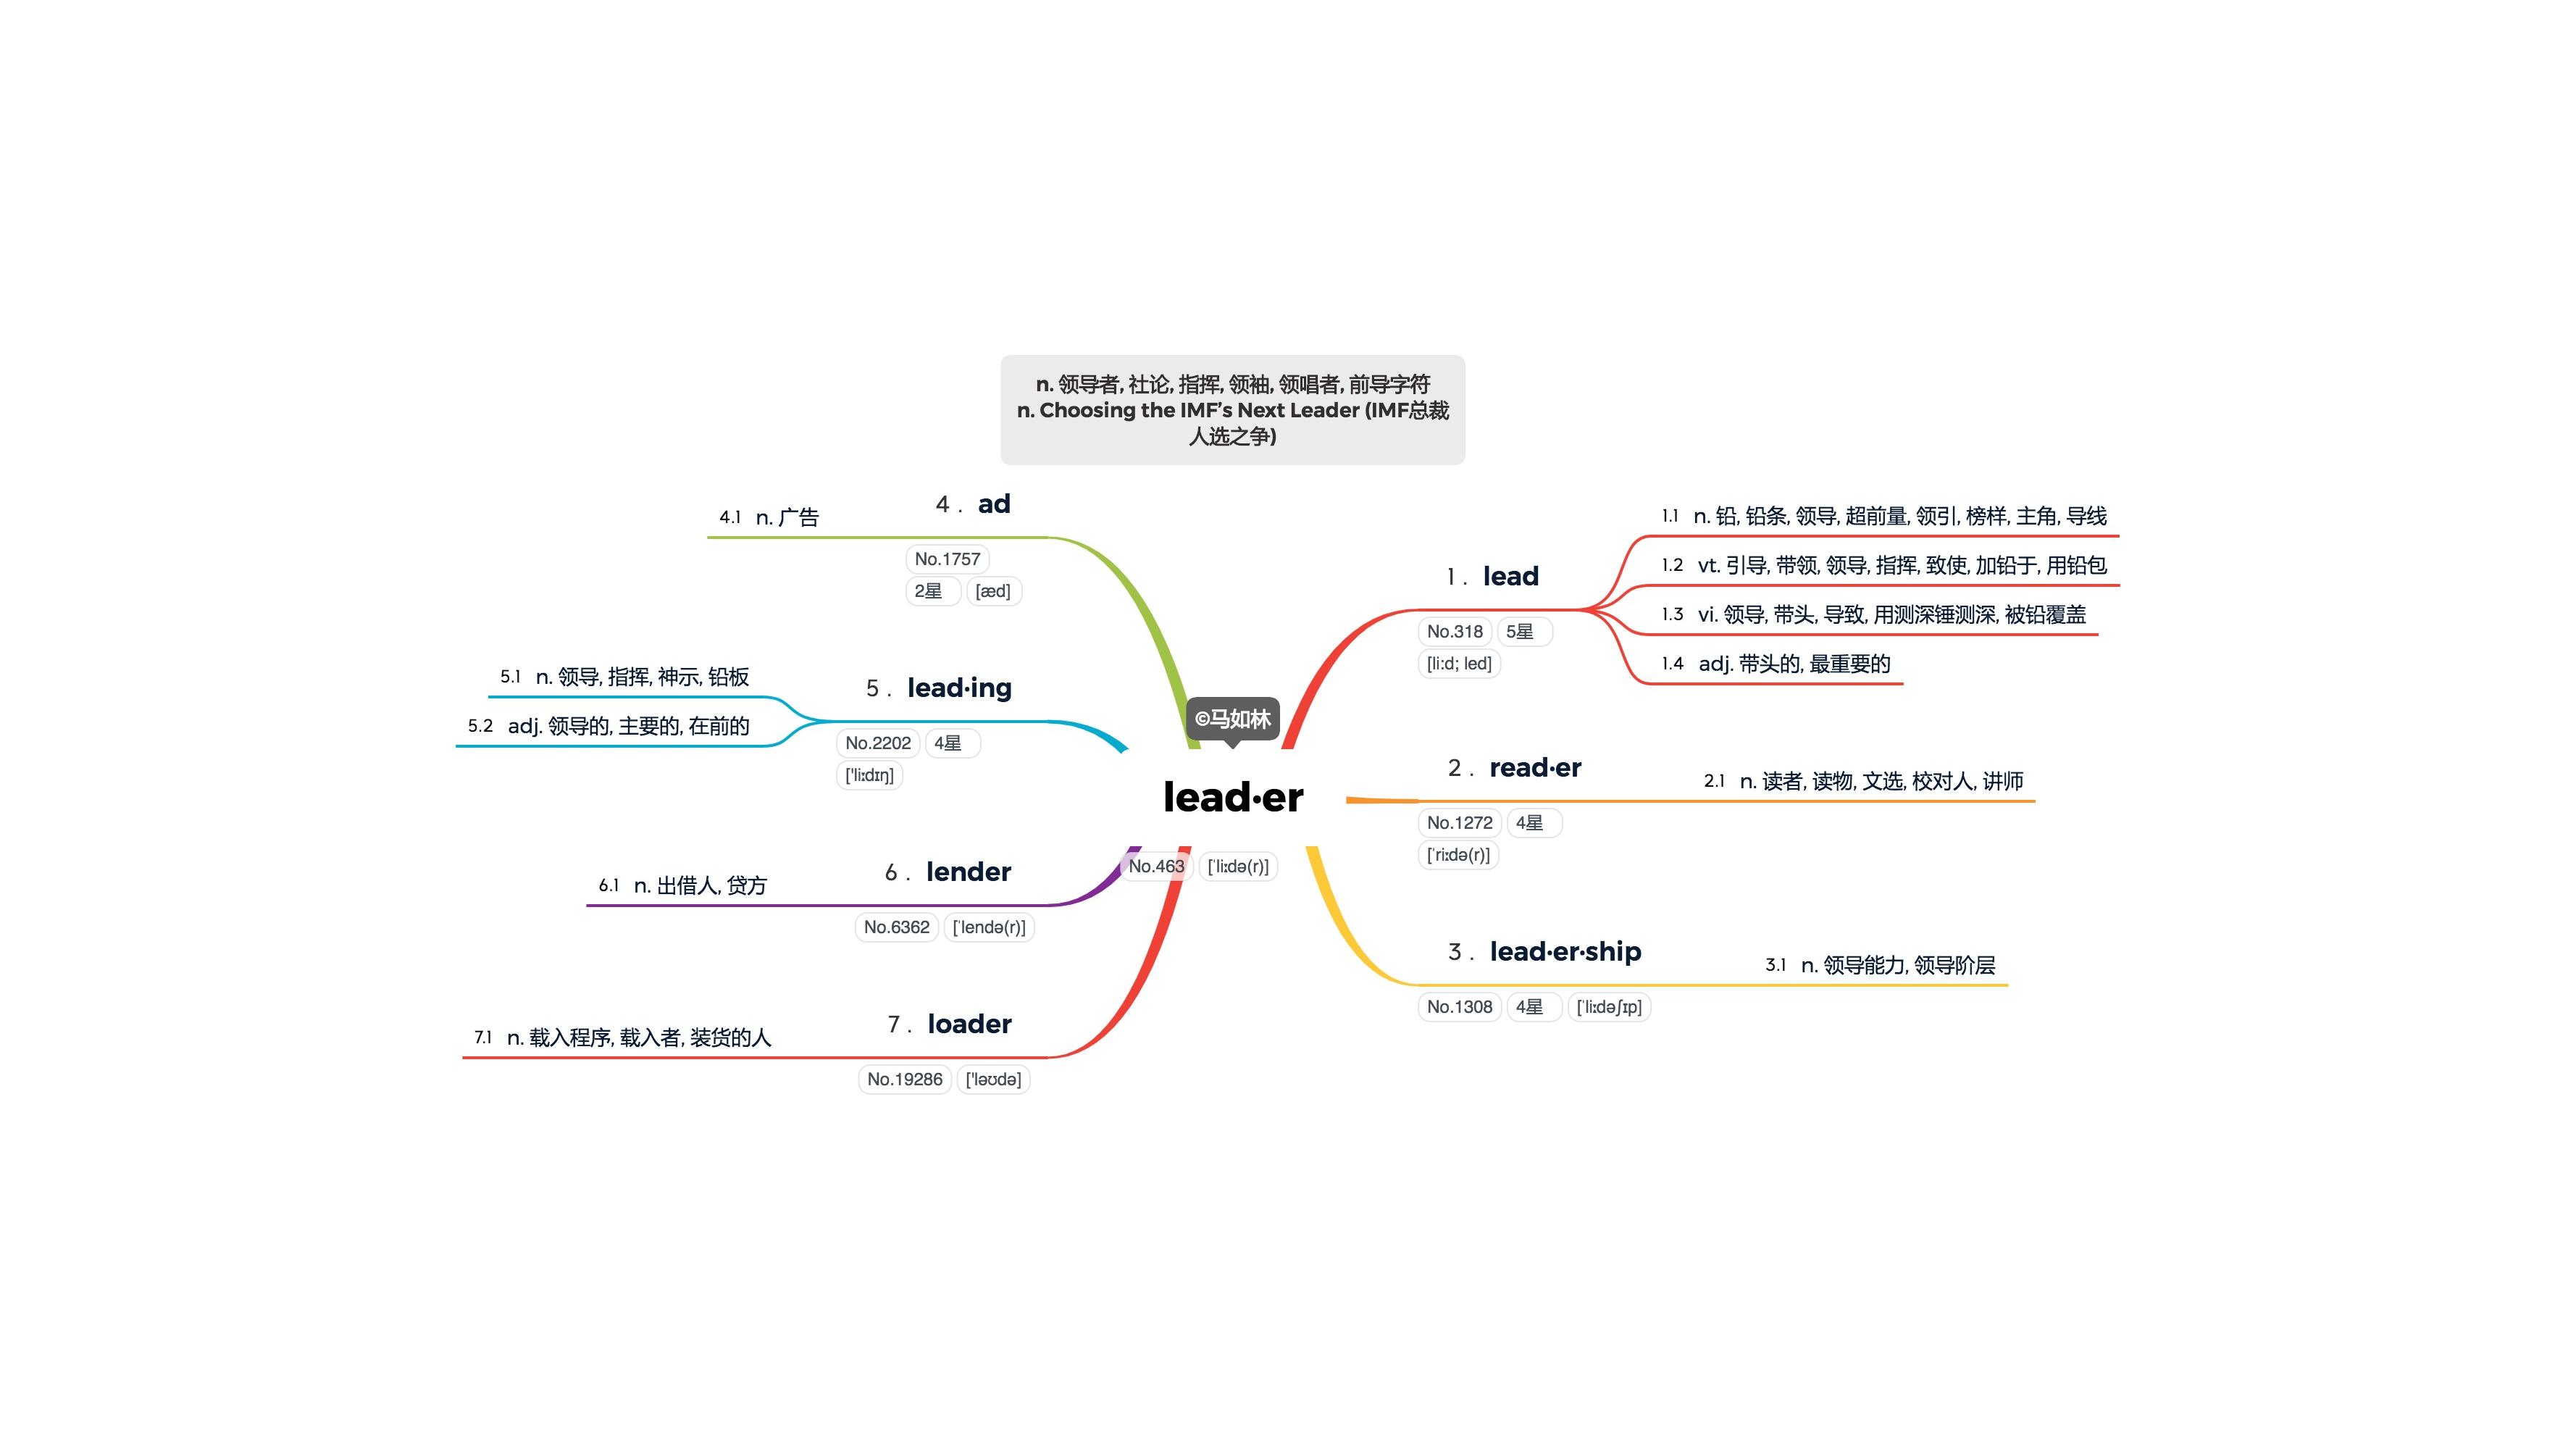 n. 领导者, 社论, 指挥, 领袖, 领唱者, 前导字符
n. Choosing the IMF’s Next Leader (IMF总裁
人选之争)
©马如林
lead·er
No.463 ['liːdə(r)]
1. lead
No.318 5星
[liːd; led]
1.1 n. 铅, 铅条, 领导, 超前量, 领引, 榜样, 主角, 导线
1.2 vt. 引导, 带领, 领导, 指挥, 致使, 加铅于, 用铅包
1.3 vi. 领导, 带头, 导致, 用测深锤测深, 被铅覆盖
1.4 adj. 带头的, 最重要的
2. read·er
No.1272 4星
['riːdə(r)]
2.1 n. 读者, 读物, 文选, 校对人, 讲师
3. lead·er·ship
No.1308 4星 ['liːdəʃɪp]
3.1 n. 领导能力, 领导阶层
4. ad
No.1757
2星 [æd]
4.1 n. 广告
5. lead·ing
No.2202 4星
['liːdɪŋ]
5.1 n. 领导, 指挥, 神示, 铅板
5.2 adj. 领导的, 主要的, 在前的
6. lender
No.6362 ['lendə(r)]
6.1 n. 出借人, 贷方
7. loader
No.19286 ['ləʊdə]
7.1 n. 载入程序, 载入者, 装货的人